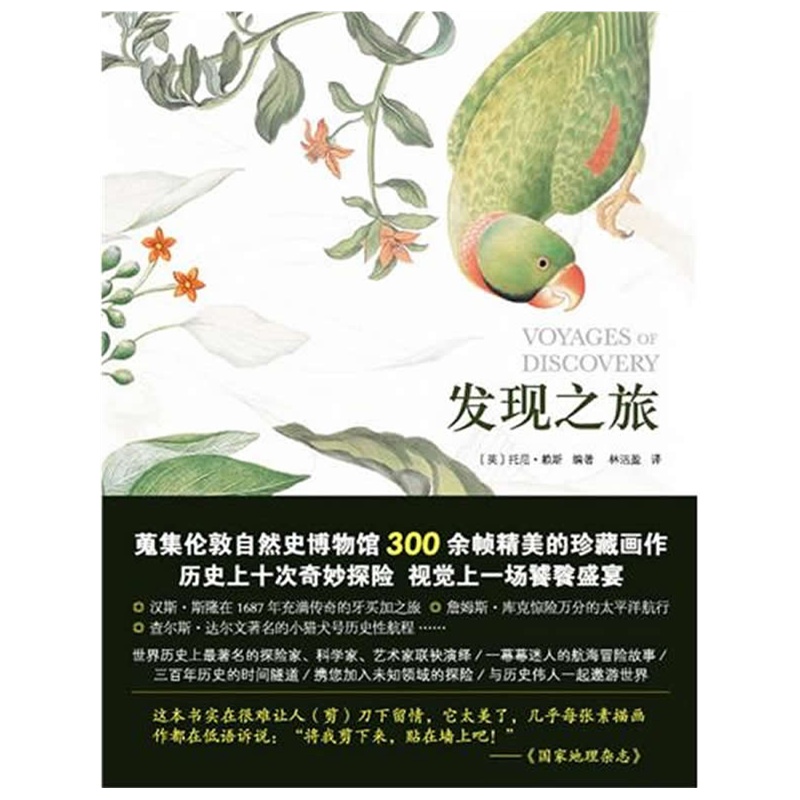 VOYAGES OF
DISCOVERY
发现之旅
［英］托尼·赖斯 编著 林洁盈 译
蒐集伦敦自然史博物馆 300 余帧精美的珍藏画作
历史上十次奇妙探险 视觉上一场饕餮盛宴
汉斯·斯隆在1687年充满传奇的牙买加之旅 詹姆斯·库克惊险万分的太平洋航行
查尔斯·达尔文著名的小猎犬号历史性航程……
世界历史上最著名的探险家、科学家、艺术家联袂演绎/一幕幕迷人的航海冒险故事/
三百年历史的时间隧道/携您加入未知领域的探险/与历史伟人一起遨游世界
这本书实在很难让人（剪）刀下留情，它太美了，几乎每张素描画
作都在低语诉说：“将我剪下来，贴在墙上吧！”
——《国家地理杂志》